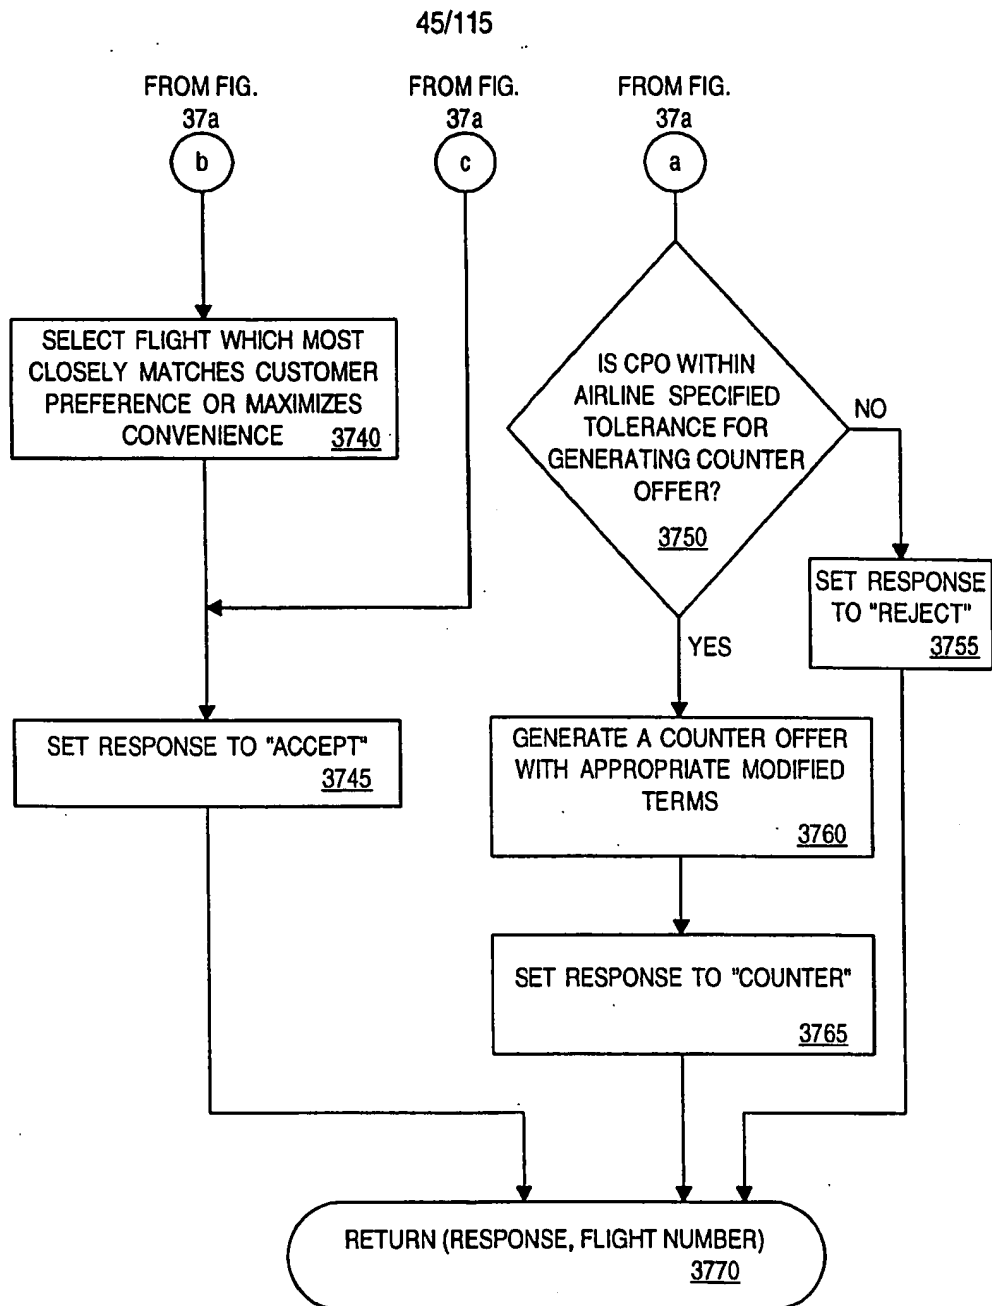 45/115
FROM FIG.
37a
b
FROM FIG.
37a
c
FROM FIG.
37a
a
SELECT FLIGHT WHICH MOST
CLOSELY MATCHES CUSTOMER
PREFERENCE OR MAXIMIZES
CONVENIENCE 3740
IS CPO WITHIN
AIRLINE SPECIFIED
TOLERANCE FOR
GENERATING COUNTER
OFFER?
3750
NO
SET RESPONSE
TO "REJECT"
3755
YES
SET RESPONSE TO "ACCEPT"
3745
GENERATE A COUNTER OFFER
WITH APPROPRIATE MODIFIED
TERMS
3760
SET RESPONSE TO "COUNTER"
3765
RETURN (RESPONSE, FLIGHT NUMBER)
3770